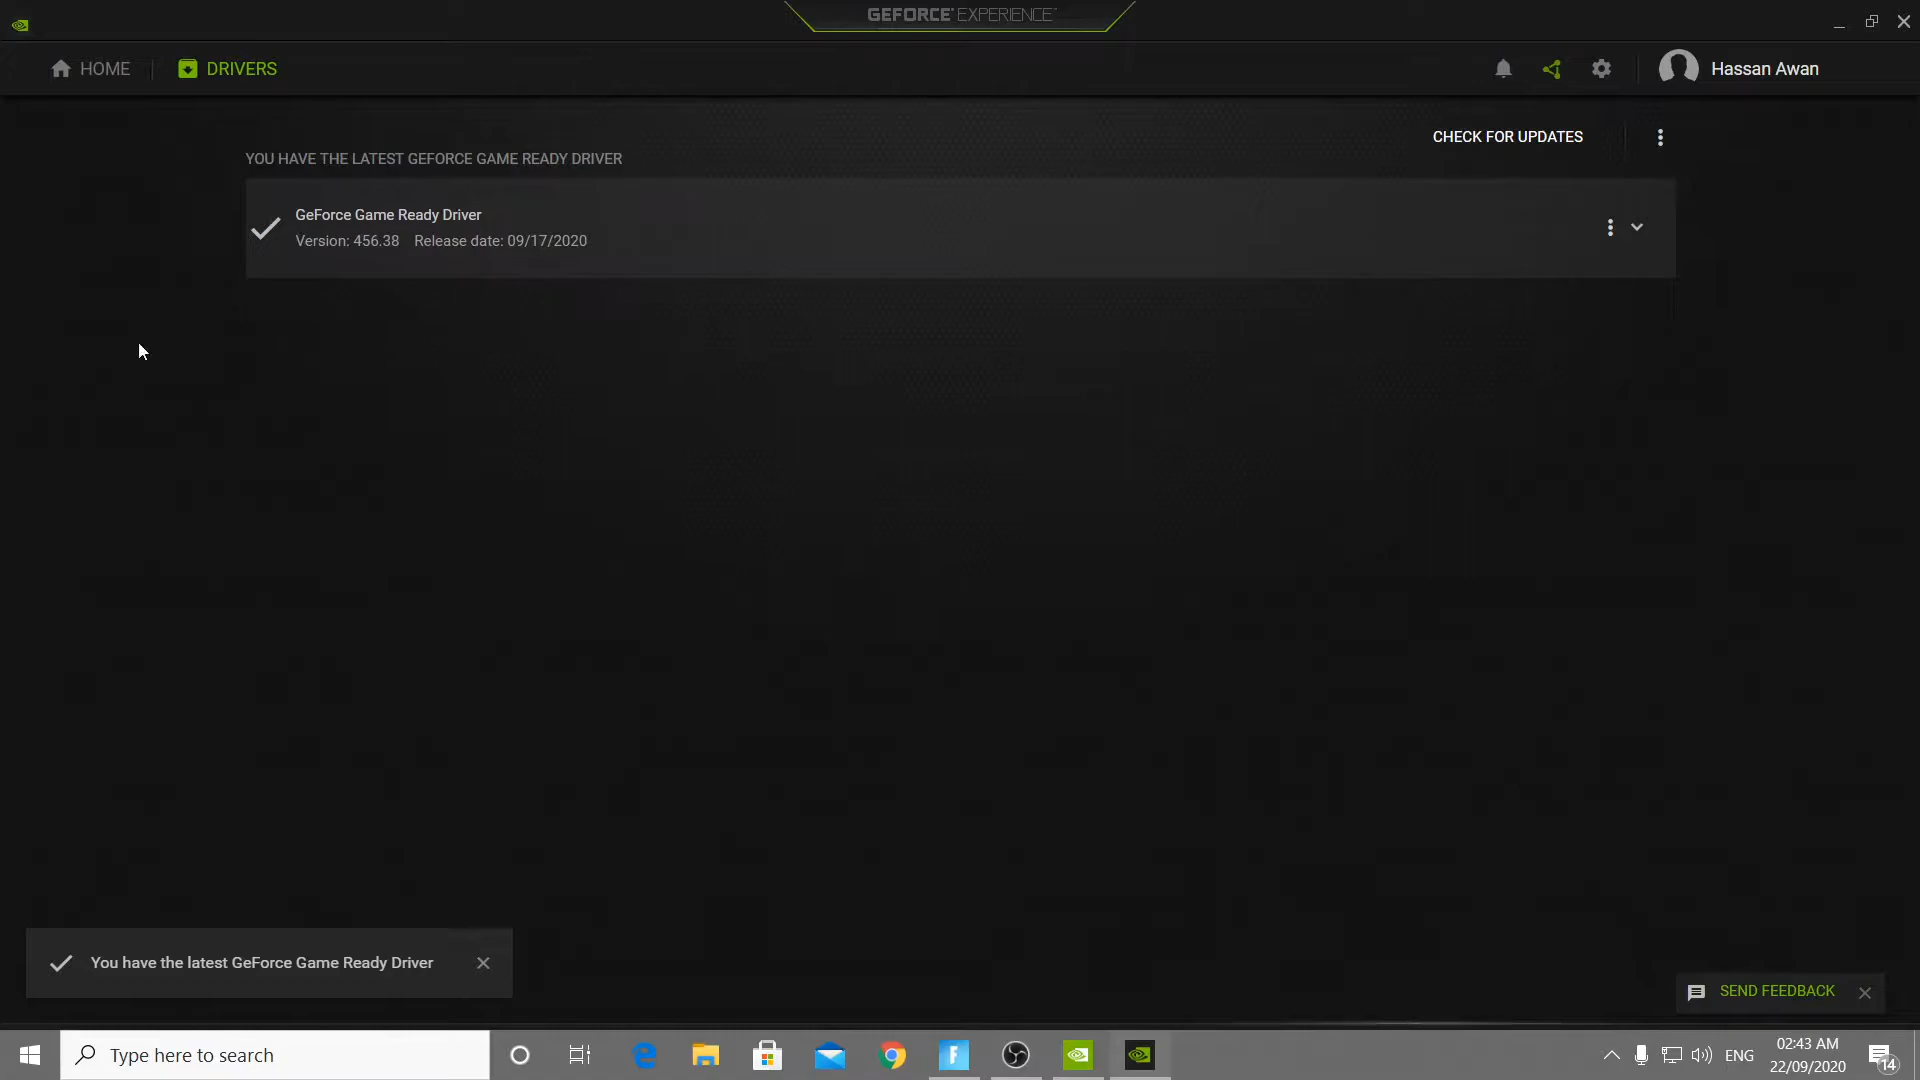 GEFORCE EXPERIENCE
HOME
DRIVERS
Hassan Awan
CHECK FOR UPDATES
YOU HAVE THE LATEST GEFORCE GAME READY DRIVER
GeForce Game Ready Driver
Version: 456.38 Release date: 09/17/2020
You have the latest GeForce Game Ready Driver
SEND FEEDBACK
Type here to search
F
ENG
02:43 AM
22/09/2020
14